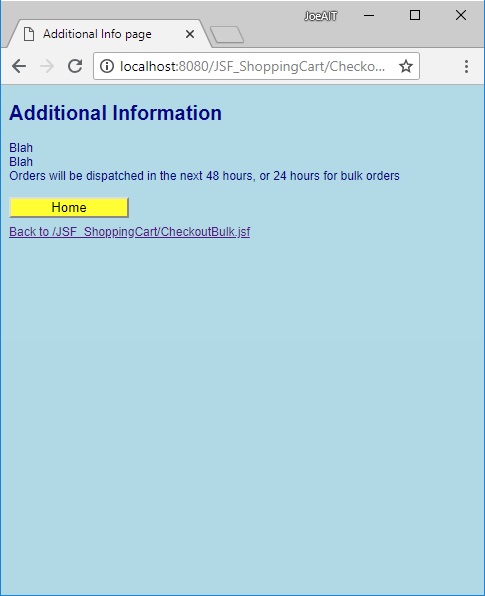 JoeAIT
Additional Info page
localhost:8080/JSF_ShoppingCart/Checko...
Additional Information
Blah
Blah
Orders will be dispatched in the next 48 hours, or 24 hours for bulk orders
Home
Back to /JSF_ShoppingCart/CheckoutBulk.jsf